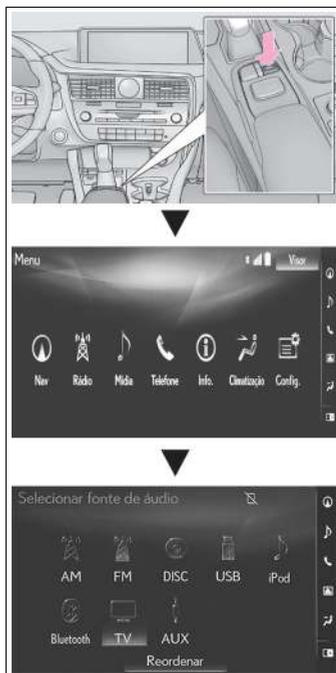 Menu
Visor
Nav Rádio Mídia Telefone Info. Climatização Config.
Selecionar fonte de áudio
AM FM DISC USB iPod
Bluetooth TV AUX
Reordenar